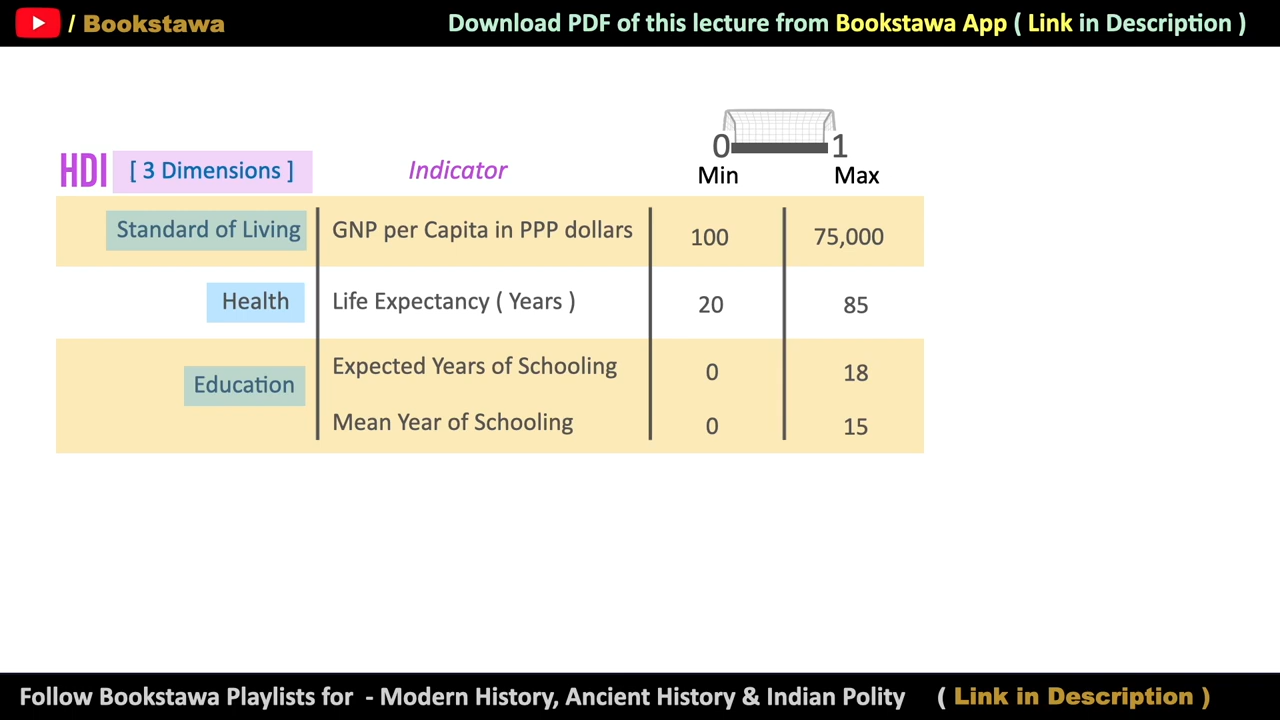 / Bookstawa
Download PDF of this lecture from Bookstawa App ( Link in Description )
0 1
HDI [ 3 Dimensions ] Indicator Min Max
Standard of Living GNP per Capita in PPP dollars 100 75,000
Health Life Expectancy ( Years ) 20 85
Expected Years of Schooling 0 18
Education
Mean Year of Schooling 0 15
Follow Bookstawa Playlists for - Modern History, Ancient History & Indian Polity ( Link in Description )